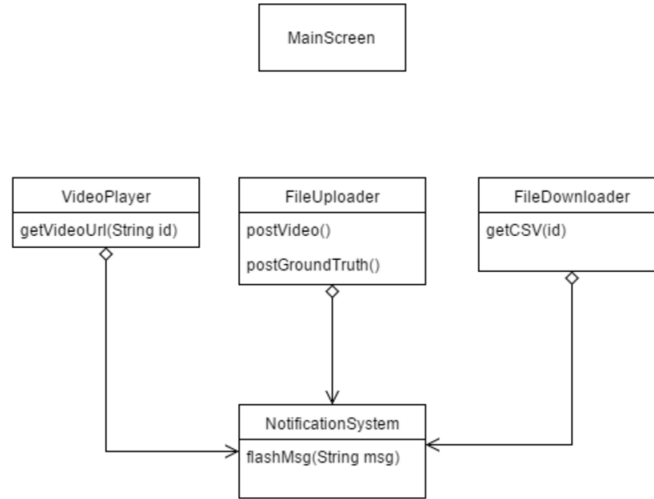 MainScreen
VideoPlayer
getVideoUrl(String id)
FileUploader
postVideo()
postGroundTruth()
FileDownloader
getCSV(id)
NotificationSystem
flashMsg(String msg)